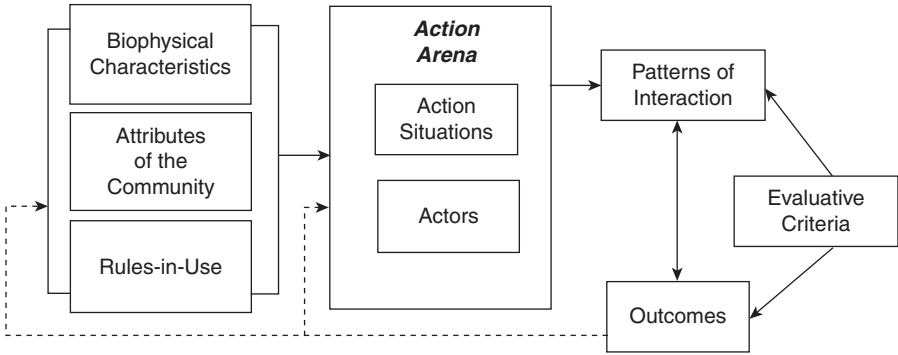 Biophysical
Characteristics
Attributes
of the
Community
Rules-in-Use
Action
Arena
Action
Situations
Actors
Patterns of
Interaction
Evaluative
Criteria
Outcomes